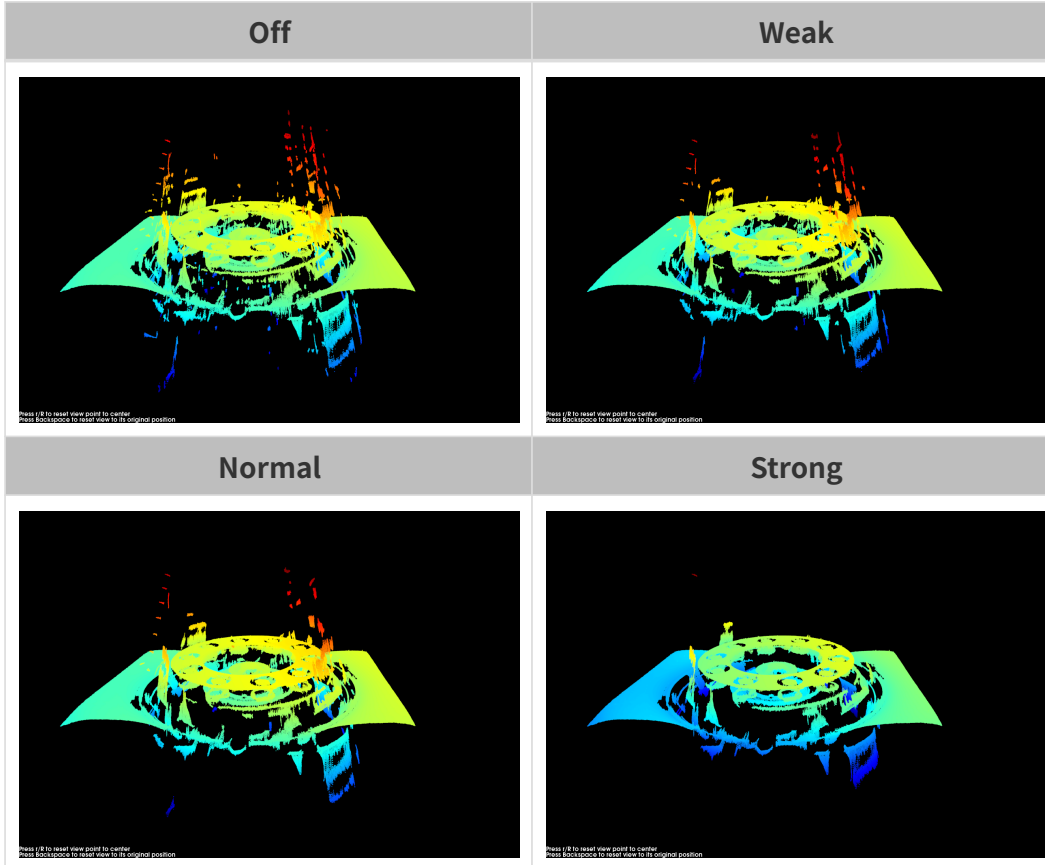 Off
Weak
Press r/R to reset view point to center
Press Backspace to reset view to its original position
Press r/R to reset view point to center
Press Backspace to reset view to its original position
Normal
Strong
Press r/R to reset view point to center
Press Backspace to reset view to its original position
Press r/R to reset view point to center
Press Backspace to reset view to its original position